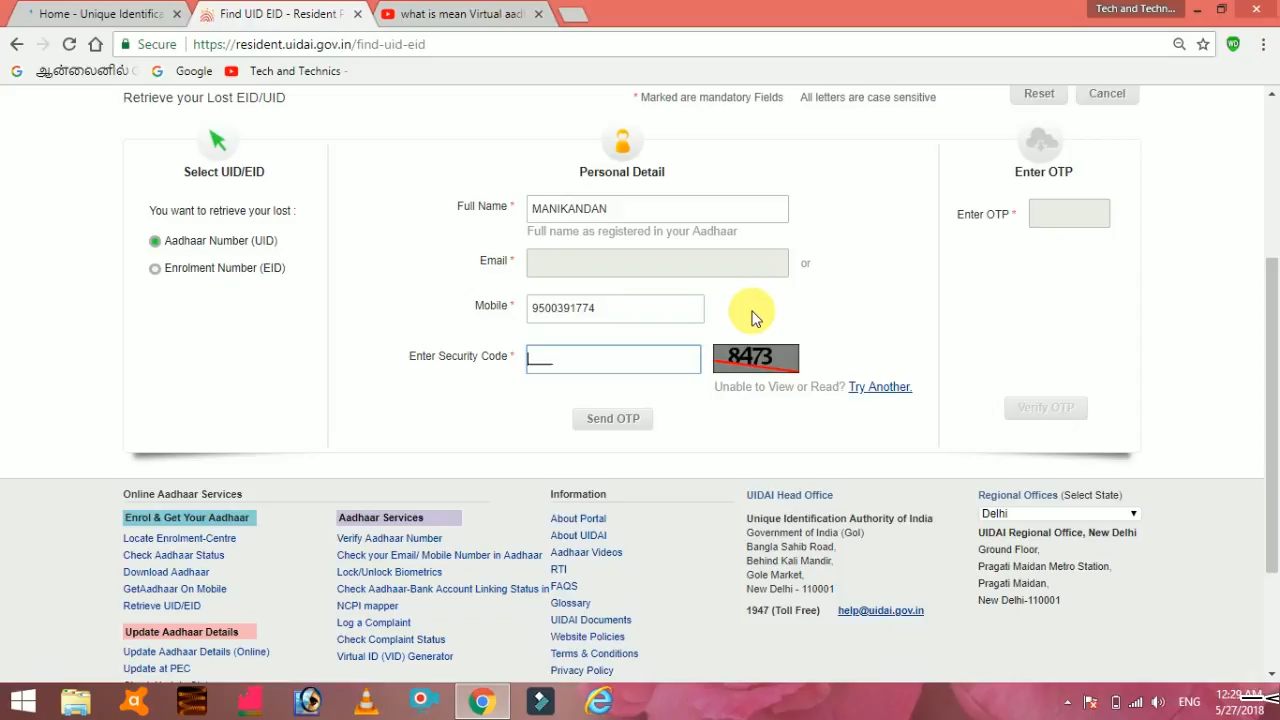 Home - Unique Identifica
Find UID EID - Resident P
what is mean Virtual aad
Tech and Techn...
Secure
https://resident.uidai.gov.in/find-uid-eid
ஆன்லைனில்
Google
Tech and Technics -
Retrieve your Lost EID/UID
* Marked are mandatory Fields
All letters are case sensitive
Reset
Cancel
Select UID/EID
Personal Detail
Enter OTP
You want to retrieve your lost :
Aadhaar Number (UID)
Enrolment Number (EID)
Full Name *
MANIKANDAN
Full name as registered in your Aadhaar
Email *
or
Mobile *
9500391774
Enter Security Code *
8473
Unable to View or Read? Try Another.
Send OTP
Enter OTP *
Verify OTP
Online Aadhaar Services
Enrol & Get Your Aadhaar
Locate Enrolment-Centre
Check Aadhaar Status
Download Aadhaar
GetAadhaar On Mobile
Retrieve UID/EID
Update Aadhaar Details
Update Aadhaar Details (Online)
Update at PEC
Aadhaar Services
Verify Aadhaar Number
Check your Email/ Mobile Number in Aadhaar
Lock/Unlock Biometrics
Check Aadhaar-Bank Account Linking Status in
NCPI mapper
Log a Complaint
Check Complaint Status
Virtual ID (VID) Generator
Information
About Portal
About UIDAI
Aadhaar Videos
RTI
FAQS
Glossary
UIDAI Documents
Website Policies
Terms & Conditions
Privacy Policy
UIDAI Head Office
Unique Identification Authority of India
Government of India (GoI)
Bangla Sahib Road,
Behind Kali Mandir,
Gole Market,
New Delhi - 110001
1947 (Toll Free)
help@uidai.gov.in
Regional Offices (Select State)
Delhi
UIDAI Regional Office, New Delhi
Ground Floor,
Pragati Maidan Metro Station,
Pragati Maidan,
New Delhi-110001
ENG
12:29 AM
5/27/2018